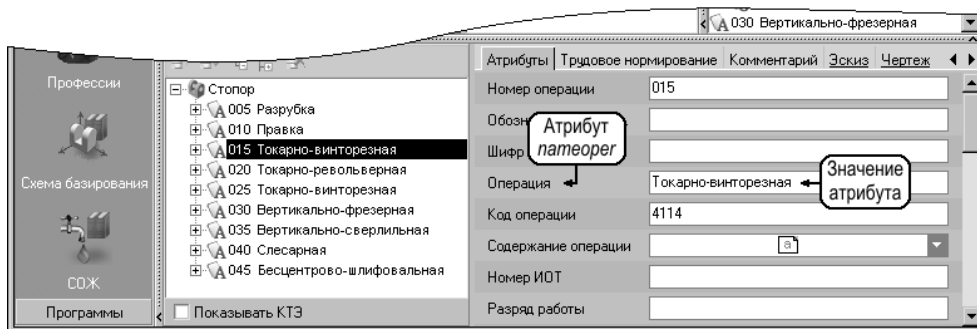 030 Вертикально-фрезерная
Атрибуты Трудовое нормирование Комментарий Эскиз Чертеж
Профессии
Схема базирования
СОЖ
Программы
Стопор
005 Разрубка
010 Правка
015 Токарно-винторезная
020 Токарно-револьверная
025 Токарно-винторезная
030 Вертикально-фрезерная
035 Вертикально-сверлильная
040 Слесарная
045 Бесцентрово-шлифовальная
Показывать КТЭ
Номер операции 015
Обозн
Атрибут
nameoper
Шифр
Операция Токарно-винторезная
Значение
атрибута
Код операции 4114
Содержание операции a
Номер ИОТ
Разряд работы